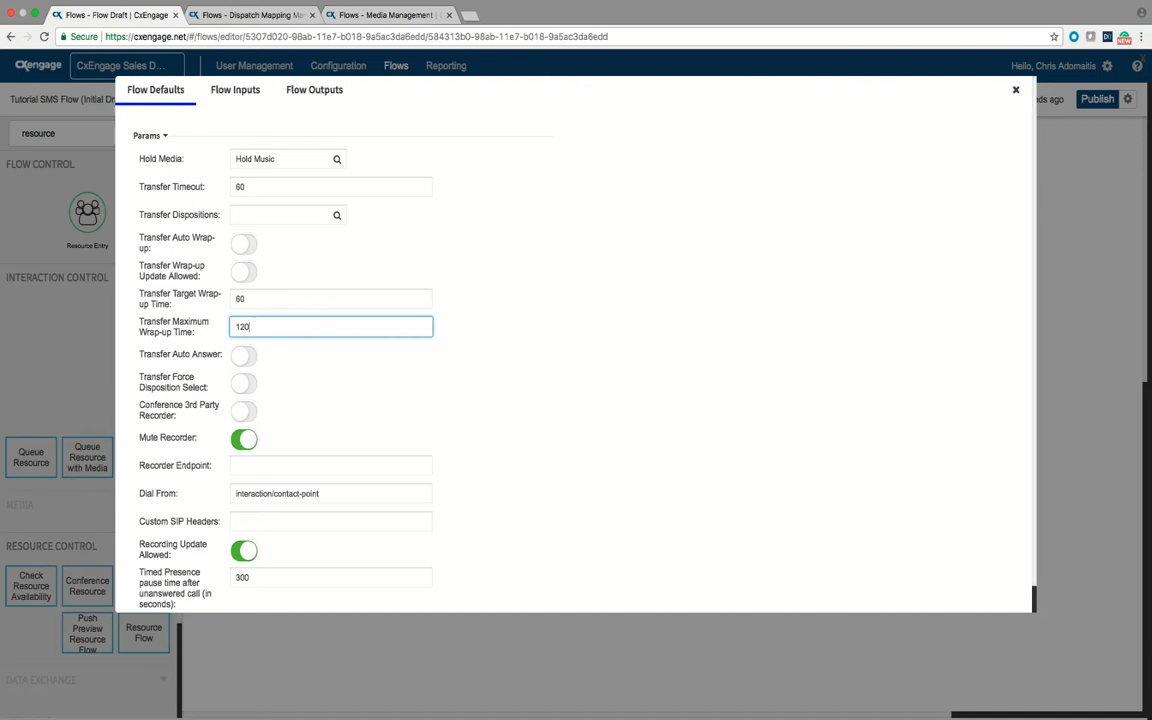 Flows - Flow Draft | CxEngage
Flows - Dispatch Mapping Ma
Flows - Media Management | C
Secure
https://cxengage.net/#/flows/editor/5307d020-98ab-11e7-b018-9a5ac3da6edd/584313b0-98ab-11e7-b018-9a5ac3da6edd
NEW
CxEngage
CxEngage Sales D...
User Management
Configuration
Flows
Reporting
Hello, Chris Adomaitis
Tutorial SMS Flow (Initial Dr
nds ago
Publish
Flow Defaults
Flow Inputs
Flow Outputs
resource
FLOW CONTROL
Resource Entry
INTERACTION CONTROL
Queue
Resource
Queue
Resource
with Media
MEDIA
RESOURCE CONTROL
Check
Resource
Availability
Conference
Resource
Push
Preview
Resource
Flow
Resource
Flow
DATA EXCHANGE
Params
Hold Media:
Hold Music
Transfer Timeout:
60
Transfer Dispositions:
Transfer Auto Wrap-
up:
Transfer Wrap-up
Update Allowed:
Transfer Target Wrap-
up Time:
60
Transfer Maximum
Wrap-up Time:
120
Transfer Auto Answer:
Transfer Force
Disposition Select:
Conference 3rd Party
Recorder:
Mute Recorder:
Recorder Endpoint:
Dial From:
interaction/contact-point
Custom SIP Headers:
Recording Update
Allowed:
Timed Presence
pause time after
unanswered call (in
seconds):
300